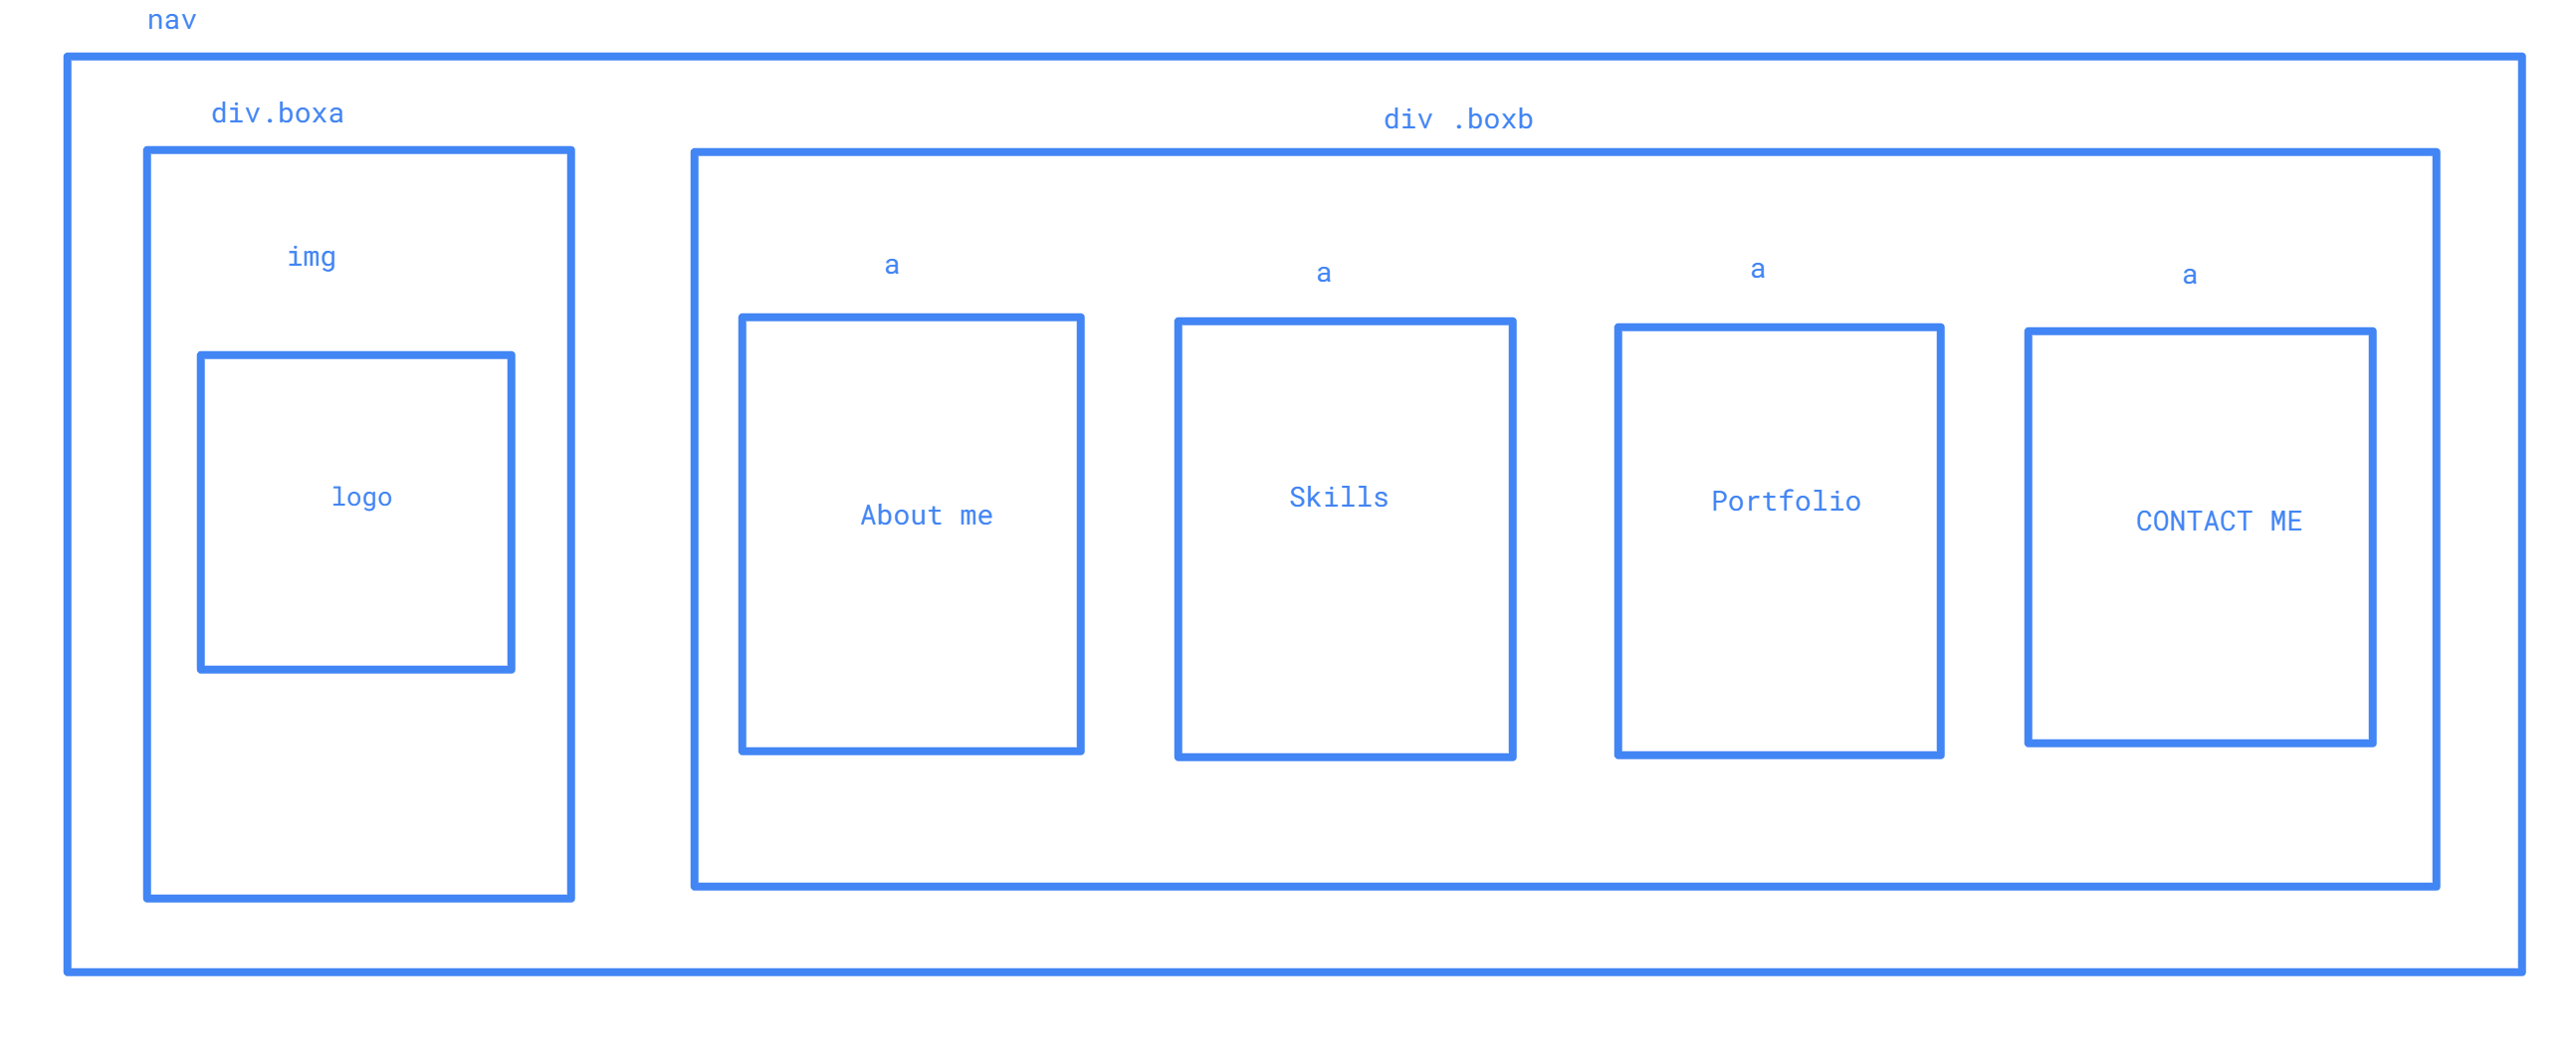 nav
div.boxa
div .boxb
img
a
a
a
a
logo
About me
Skills
Portfolio
CONTACT ME